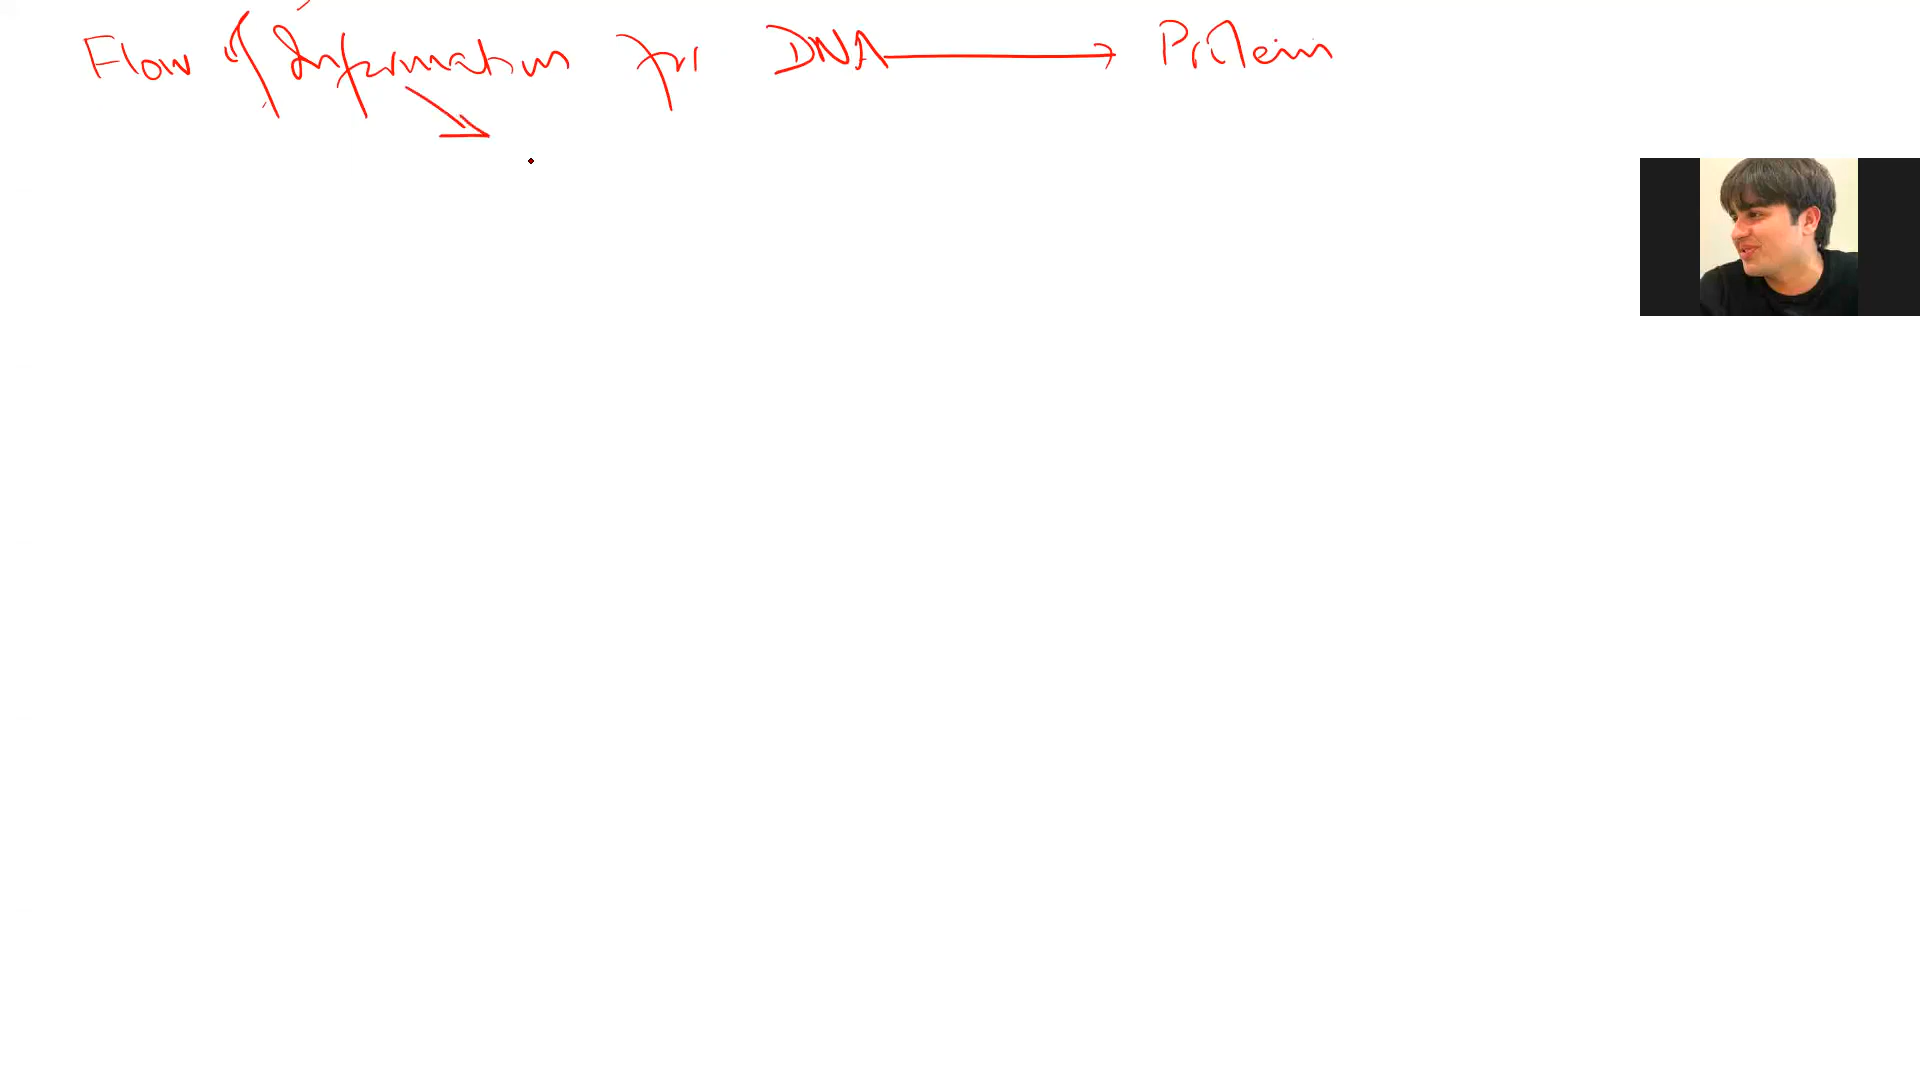 Flow of Information for DNA → Protein